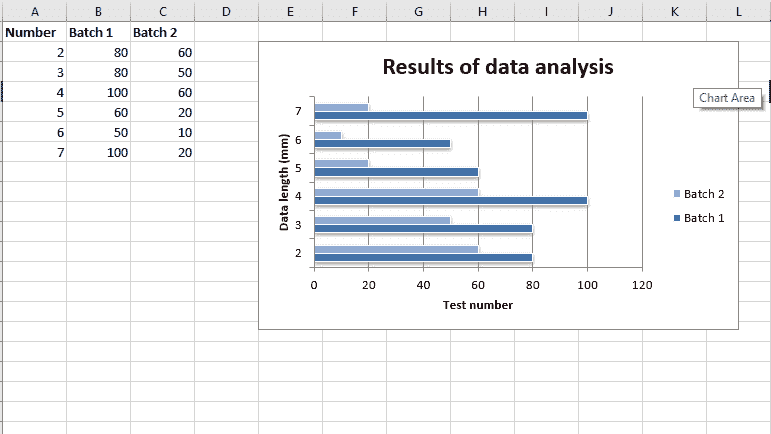 A B C D E F G H I J K L
Number Batch 1 Batch 2
2 80 60
3 80 50
4 100 60
5 60 20
6 50 10
7 100 20
Results of data analysis
Chart Area
Data length (mm)
7
6
5
4
3
2
0 20 40 60 80 100 120
Test number
Batch 2
Batch 1